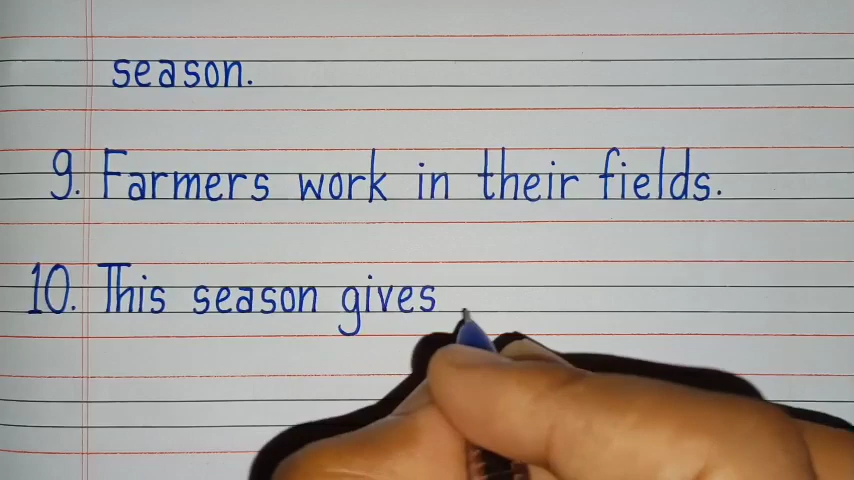 season.
9. Farmers work in their fields.
10. This season gives